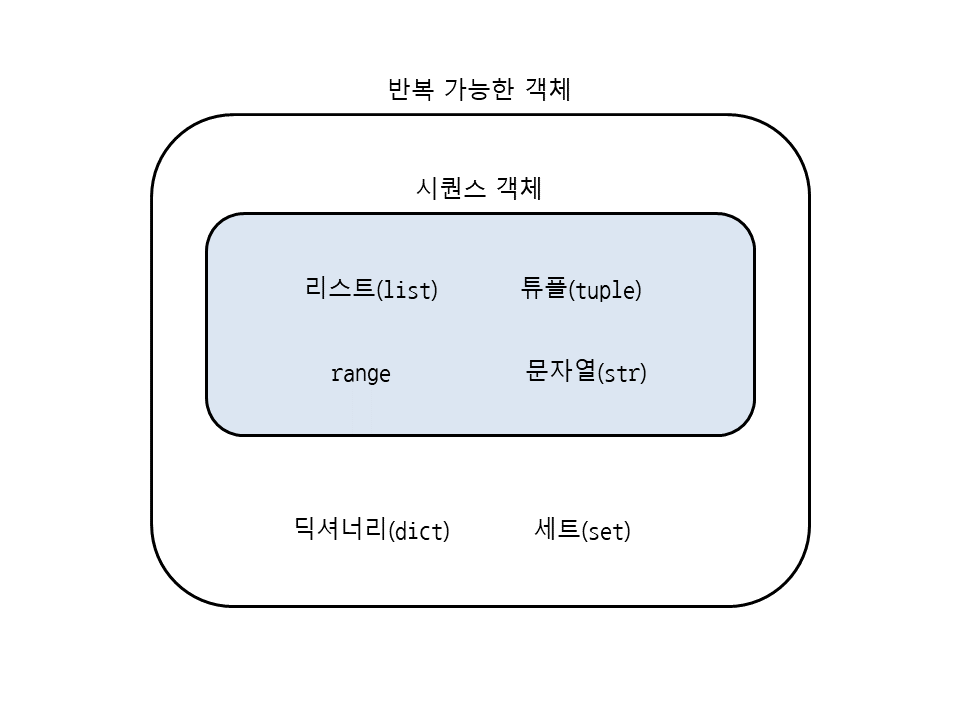 반복 가능한 객체
시퀀스 객체
리스트(list) 튜플(tuple)
range 문자열(str)
딕셔너리(dict) 세트(set)